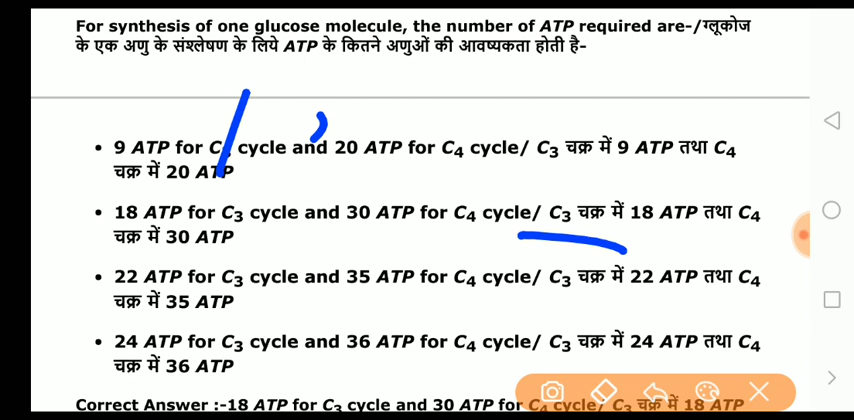 For synthesis of one glucose molecule, the number of ATP required are-/ग्लूकोज
के एक अणु के संश्लेषण के लिये ATP के कितने अणुओं की आवष्यकता होती है-
• 9 ATP for C cycle and 20 ATP for C4 cycle/ C3 चक्र में 9 ATP तथा C4
चक्र में 20 ATP
• 18 ATP for C3 cycle and 30 ATP for C4 cycle/ C3 चक्र में 18 ATP तथा C4
चक्र में 30 ATP
• 22 ATP for C3 cycle and 35 ATP for C4 cycle/ C3 चक्र में 22 ATP तथा C4
चक्र में 35 ATP
• 24 ATP for C3 cycle and 36 ATP for C4 cycle/ C3 चक्र में 24 ATP तथा C4
चक्र में 36 ATP
Correct Answer :-18 ATP for C3 cycle and 30 ATP for C4 cycle/ C3 चक्र में 18 ATP